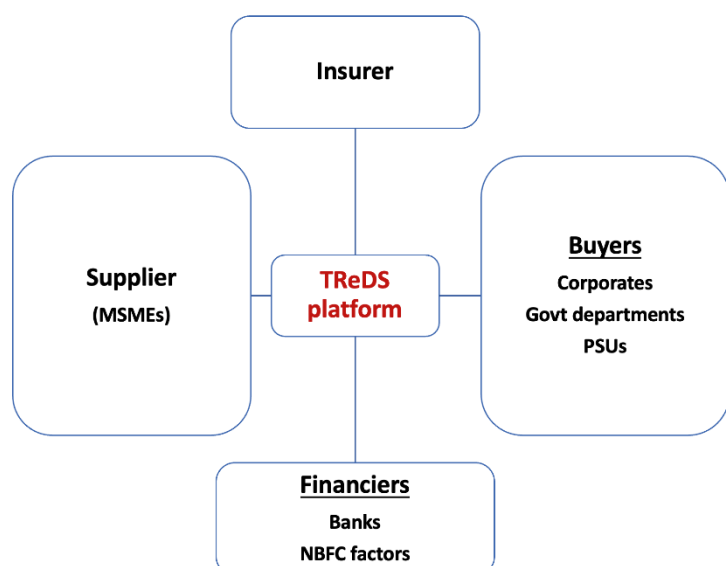 Insurer
Supplier
(MSMEs)
TReDS
platform
Buyers
Corporates
Govt departments
PSUs
Financiers
Banks
NBFC factors